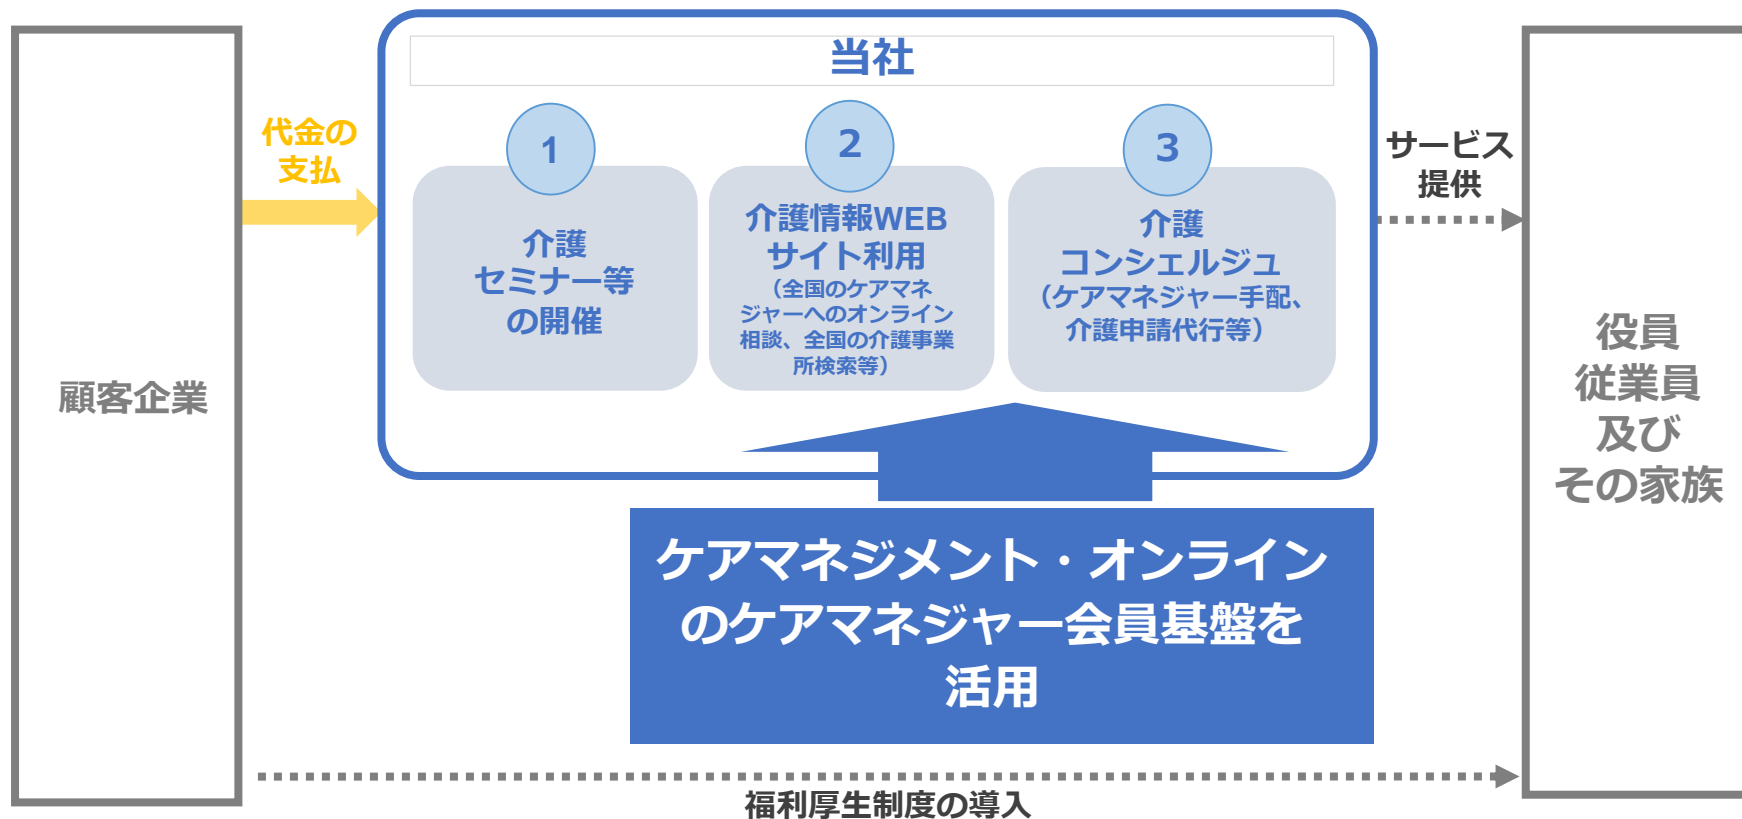 当社
代金の
支払
1
介護
セミナー等
の開催
2
介護情報WEB
サイト利用
（全国のケアマネ
ジャーへのオンライン
相談、全国の介護事業
所検索等）
3
介護
コンシェルジュ
（ケアマネジャー手配、
介護申請代行等）
サービス
提供
顧客企業
役員
従業員
及び
その家族
ケアマネジメント・オンライン
のケアマネジャー会員基盤を
活用
福利厚生制度の導入